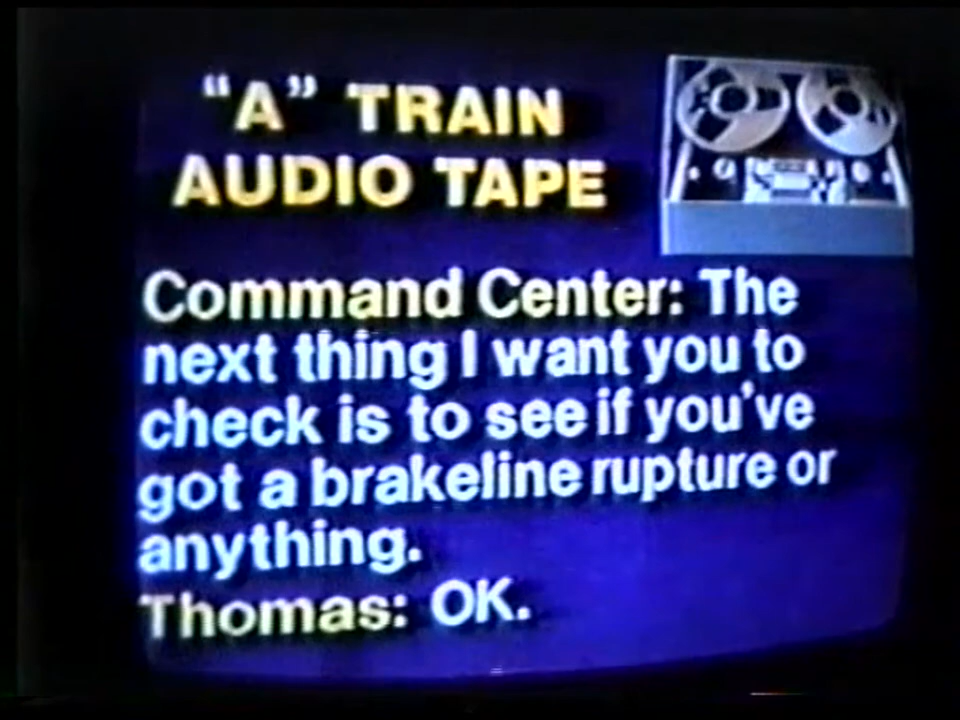 “A” TRAIN
AUDIO TAPE
Command Center: The
next thing I want you to
check is to see if you've
got a brakeline rupture or
anything.
Thomas: OK.